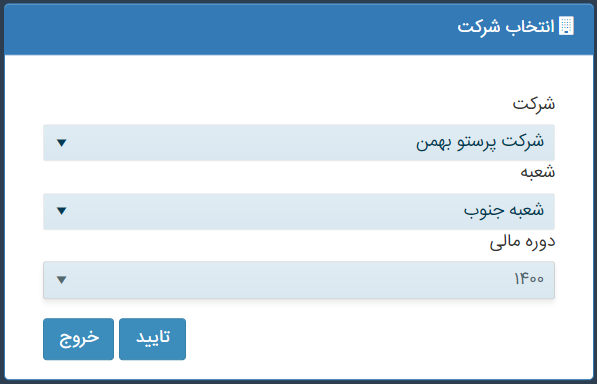 انتخاب شرکت
شرکت
شرکت پرستو بهمن
شعبه
شعبه جنوب
دوره مالی
۱۴۰۰
تایید
خروج